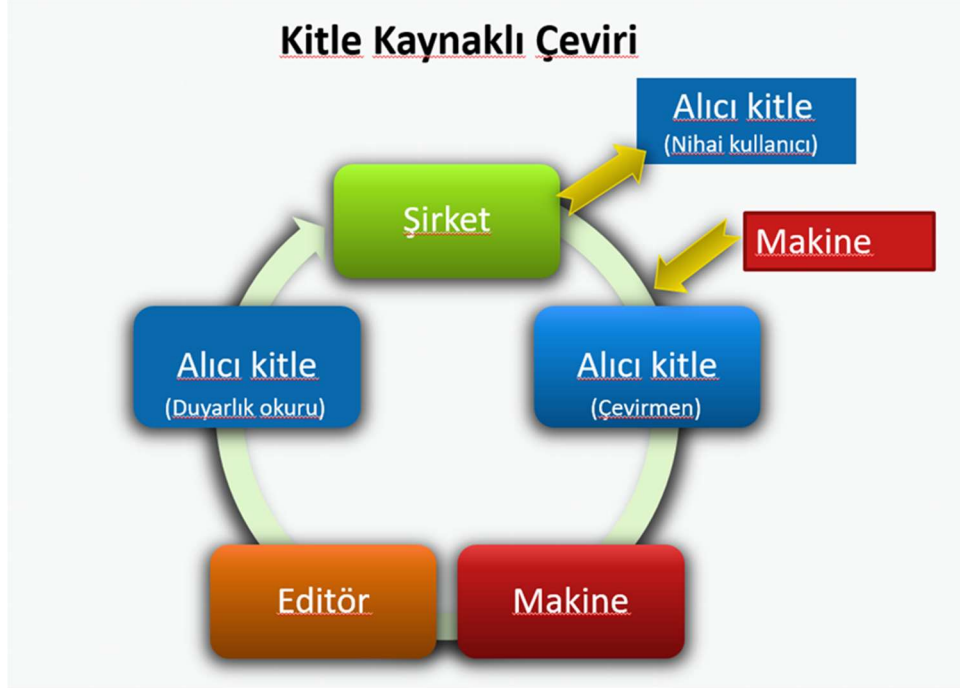 Kitle Kaynaklı Çeviri
Alıcı kitle
(Nihai kullanıcı)
Şirket
Makine
Alıcı kitle
(Duyarlık okuru)
Alıcı kitle
(Çevirmen)
Editör
Makine